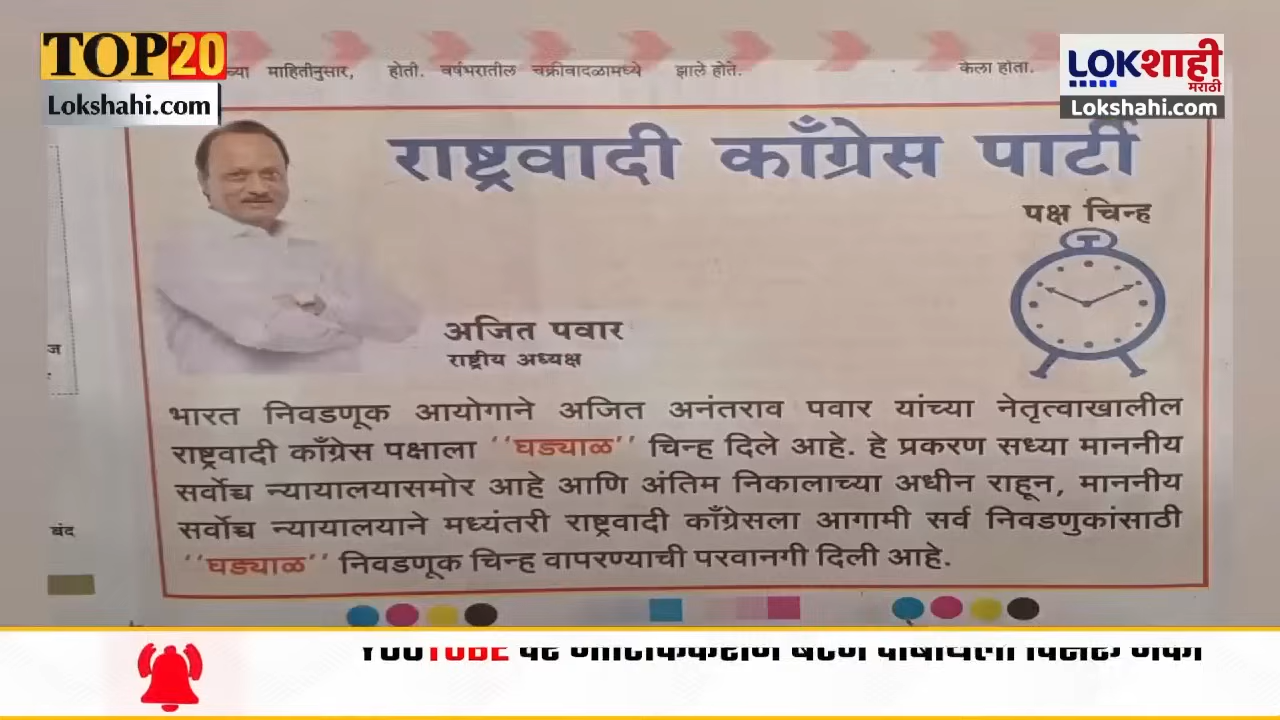 TOP20
Lokshahi.com
च्या माहितीनुसार, होती. वर्षभरातील चक्रीवादळामध्ये झाले होते. केला होता.
LOKशाही
मराठी
Lokshahi.com
राष्ट्रवादी काँग्रेस पार्टी
पक्ष चिन्ह
अजित पवार
राष्ट्रीय अध्यक्ष
भारत निवडणूक आयोगाने अजित अनंतराव पवार यांच्या नेतृत्वाखालील
राष्ट्रवादी काँग्रेस पक्षाला ''घड्याळ'' चिन्ह दिले आहे. हे प्रकरण सध्या माननीय
सर्वोच्च न्यायालयासमोर आहे आणि अंतिम निकालाच्या अधीन राहून, माननीय
सर्वोच्च न्यायालयाने मध्यंतरी राष्ट्रवादी काँग्रेसला आगामी सर्व निवडणुकांसाठी
''घड्याळ'' निवडणूक चिन्ह वापरण्याची परवानगी दिली आहे.
बंद
YOUTUBE वर